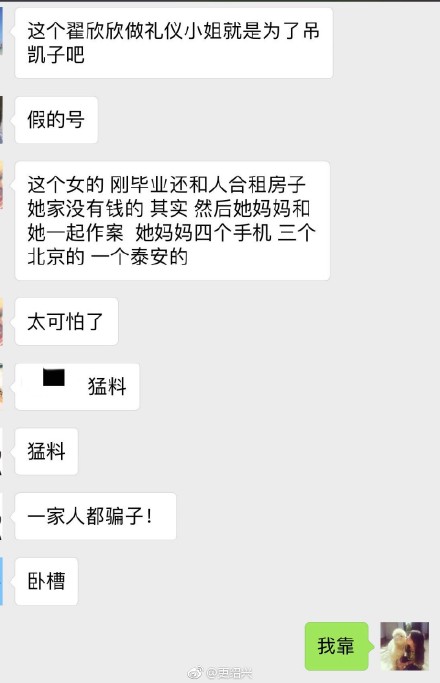 这个翟欣欣做礼仪小姐就是为了吊
凯子吧
假的号
这个女的 刚毕业还和人合租房子
她家没有钱的 其实 然后她妈妈和
她一起作案 她妈妈四个手机 三个
北京的 一个泰安的
太可怕了
猛料
猛料
一家人都骗子！
卧槽
我靠